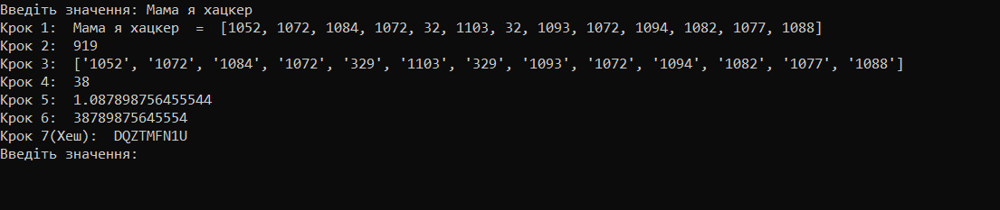 Введіть значення: Мама я хацкер
Крок 1:  Мама я хацкер  =  [1052, 1072, 1084, 1072, 32, 1103, 32, 1093, 1072, 1094, 1082, 1077, 1088]
Крок 2:  919
Крок 3:  ['1052', '1072', '1084', '1072', '329', '1103', '329', '1093', '1072', '1094', '1082', '1077', '1088']
Крок 4:  38
Крок 5:  1.087898756455544
Крок 6:  38789875645554
Крок 7(Хеш):  DQZTMFN1U
Введіть значення: